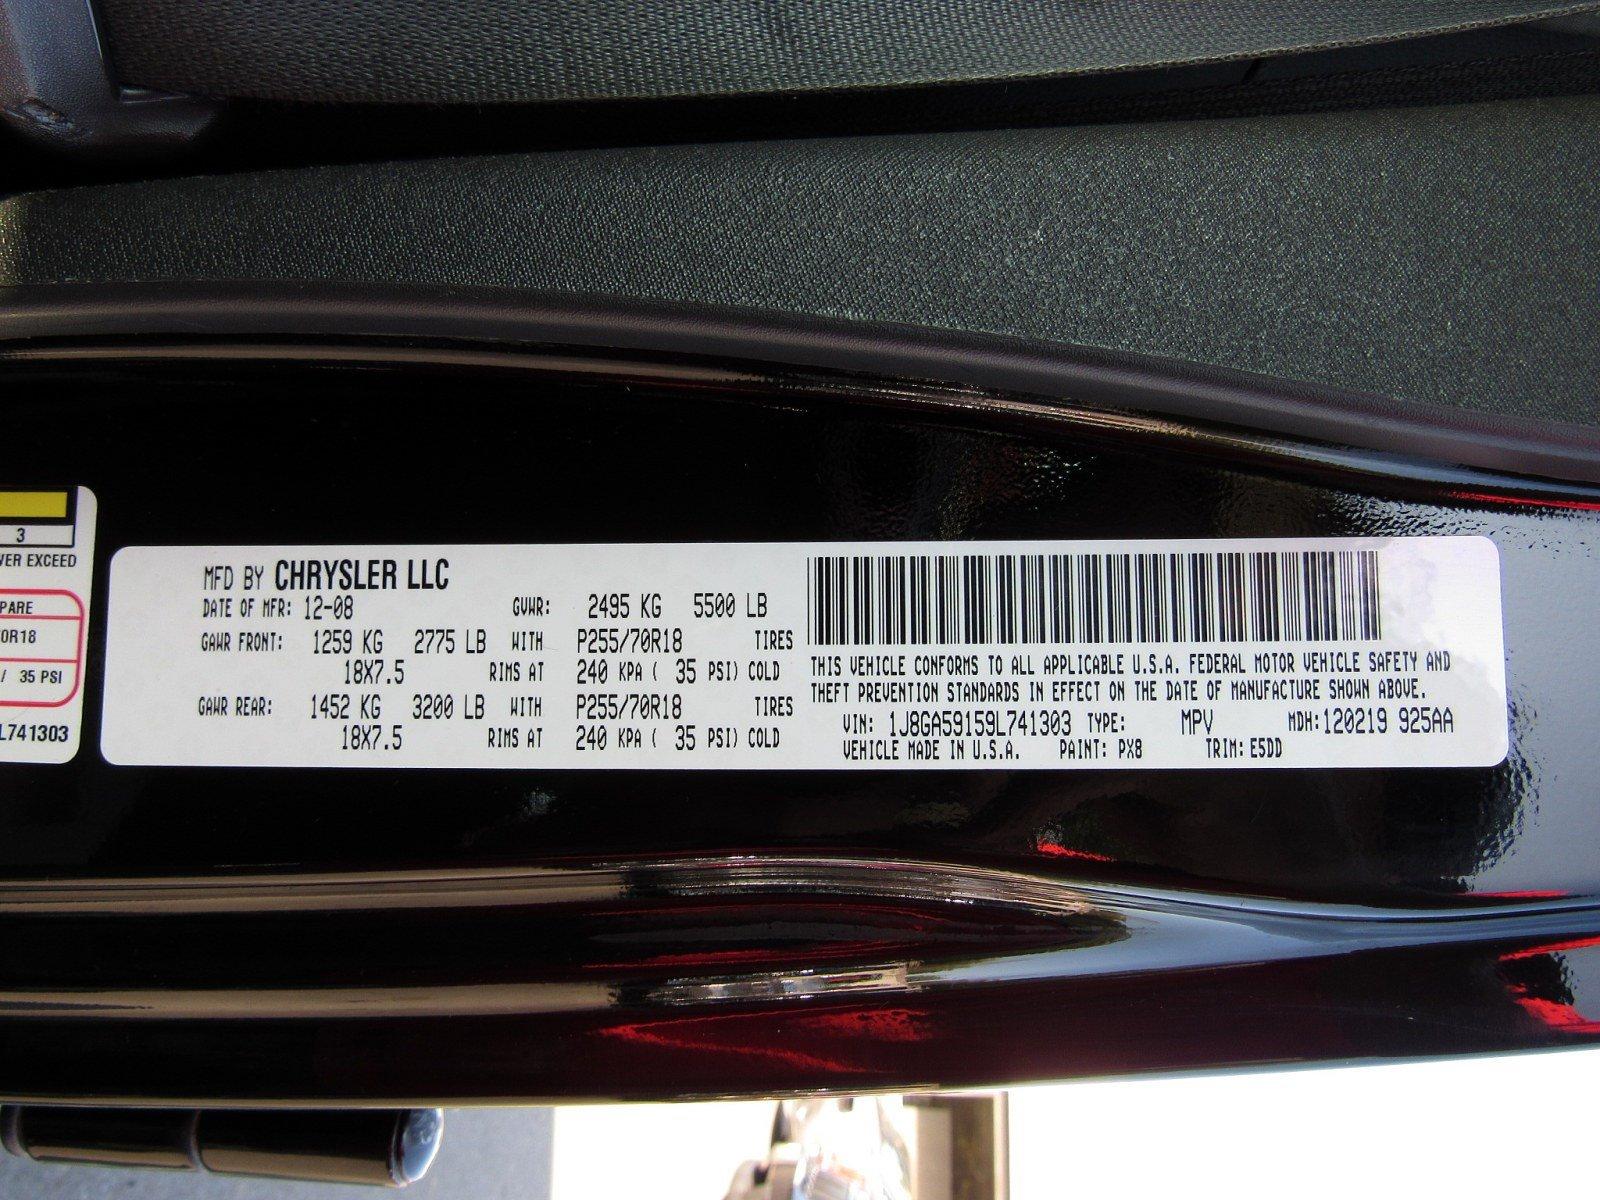 3
VER EXCEED
PARE
70R18
/ 35 PSI
L741303
MFD BY CHRYSLER LLC
DATE OF MFR: 12-08 GVWR: 2495 KG 5500 LB
GAWR FRONT: 1259 KG 2775 LB WITH P255/70R18 TIRES
18X7.5 RIMS AT 240 KPA ( 35 PSI) COLD
GAWR REAR: 1452 KG 3200 LB WITH P255/70R18 TIRES
18X7.5 RIMS AT 240 KPA ( 35 PSI) COLD
THIS VEHICLE CONFORMS TO ALL APPLICABLE U.S.A. FEDERAL MOTOR VEHICLE SAFETY AND
THEFT PREVENTION STANDARDS IN EFFECT ON THE DATE OF MANUFACTURE SHOWN ABOVE.
VIN: 1J8GA59159L741303 TYPE: MPV MDH: 120219 925AA
VEHICLE MADE IN U.S.A. PAINT: PX8 TRIM: E5DD